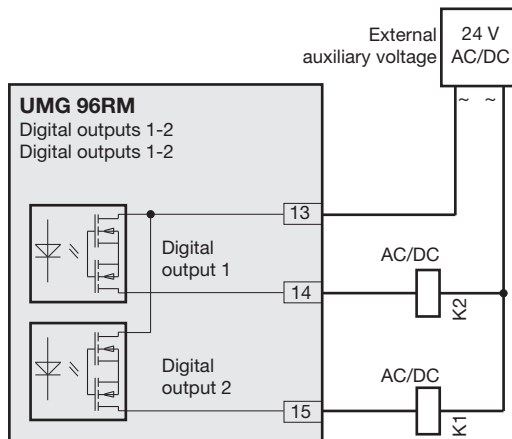 External
auxiliary voltage
24 V
AC/DC
~ ~
UMG 96RM
Digital outputs 1-2
Digital outputs 1-2
13
Digital
output 1
AC/DC
14
K2
Digital
output 2
AC/DC
15
K1